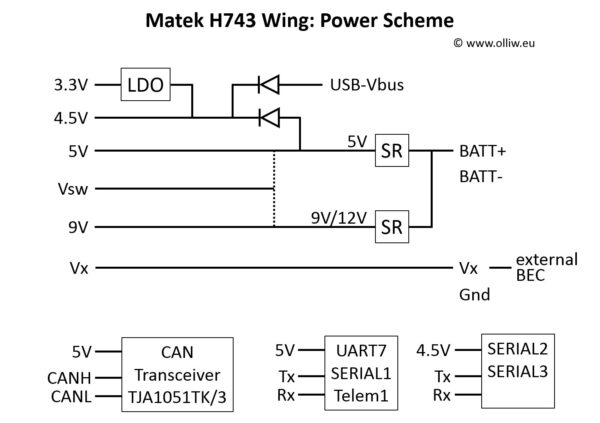 Matek H743 Wing: Power Scheme
© www.olliw.eu
3.3V LDO USB-Vbus
4.5V
5V 5V SR BATT+
BATT-
Vsw
9V 9V/12V SR
Vx Vx external
BEC
Gnd
5V CAN
CANH Transceiver
CANL TJA1051TK/3
5V UART7
Tx SERIAL1
Rx Telem1
4.5V SERIAL2
Tx SERIAL3
Rx